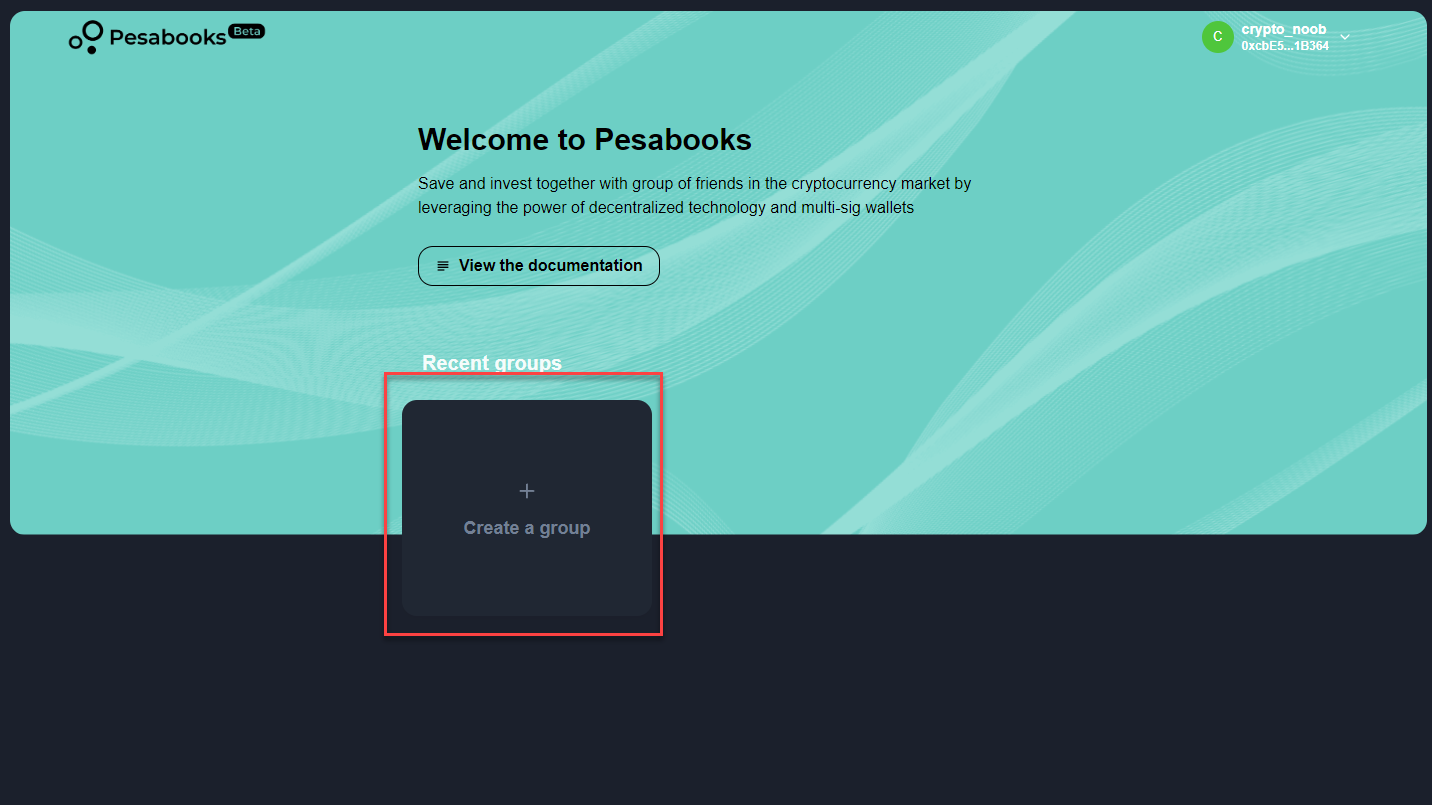 Pesabooks Beta
C
crypto_noob
0xcbE5...1B364
Welcome to Pesabooks
Save and invest together with group of friends in the cryptocurrency market by
leveraging the power of decentralized technology and multi-sig wallets
View the documentation
Recent groups
Create a group